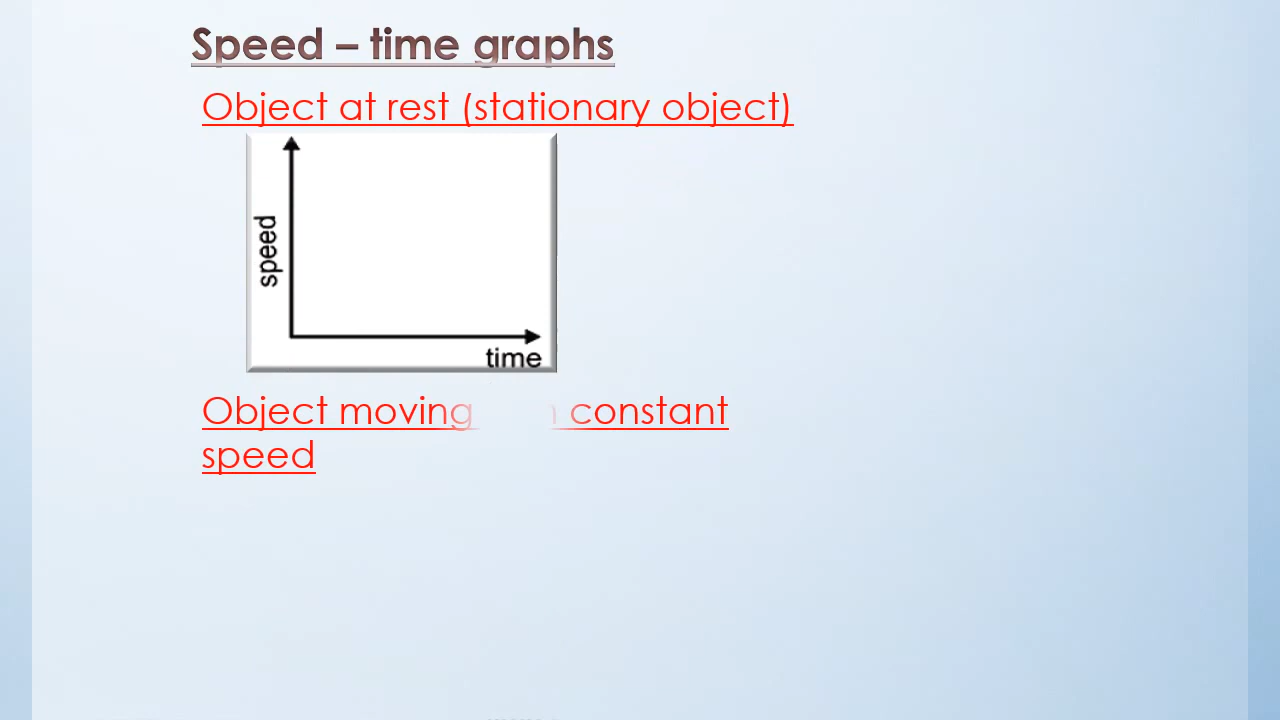 Speed – time graphs
Object at rest (stationary object)
speed
time
Object moving constant
speed